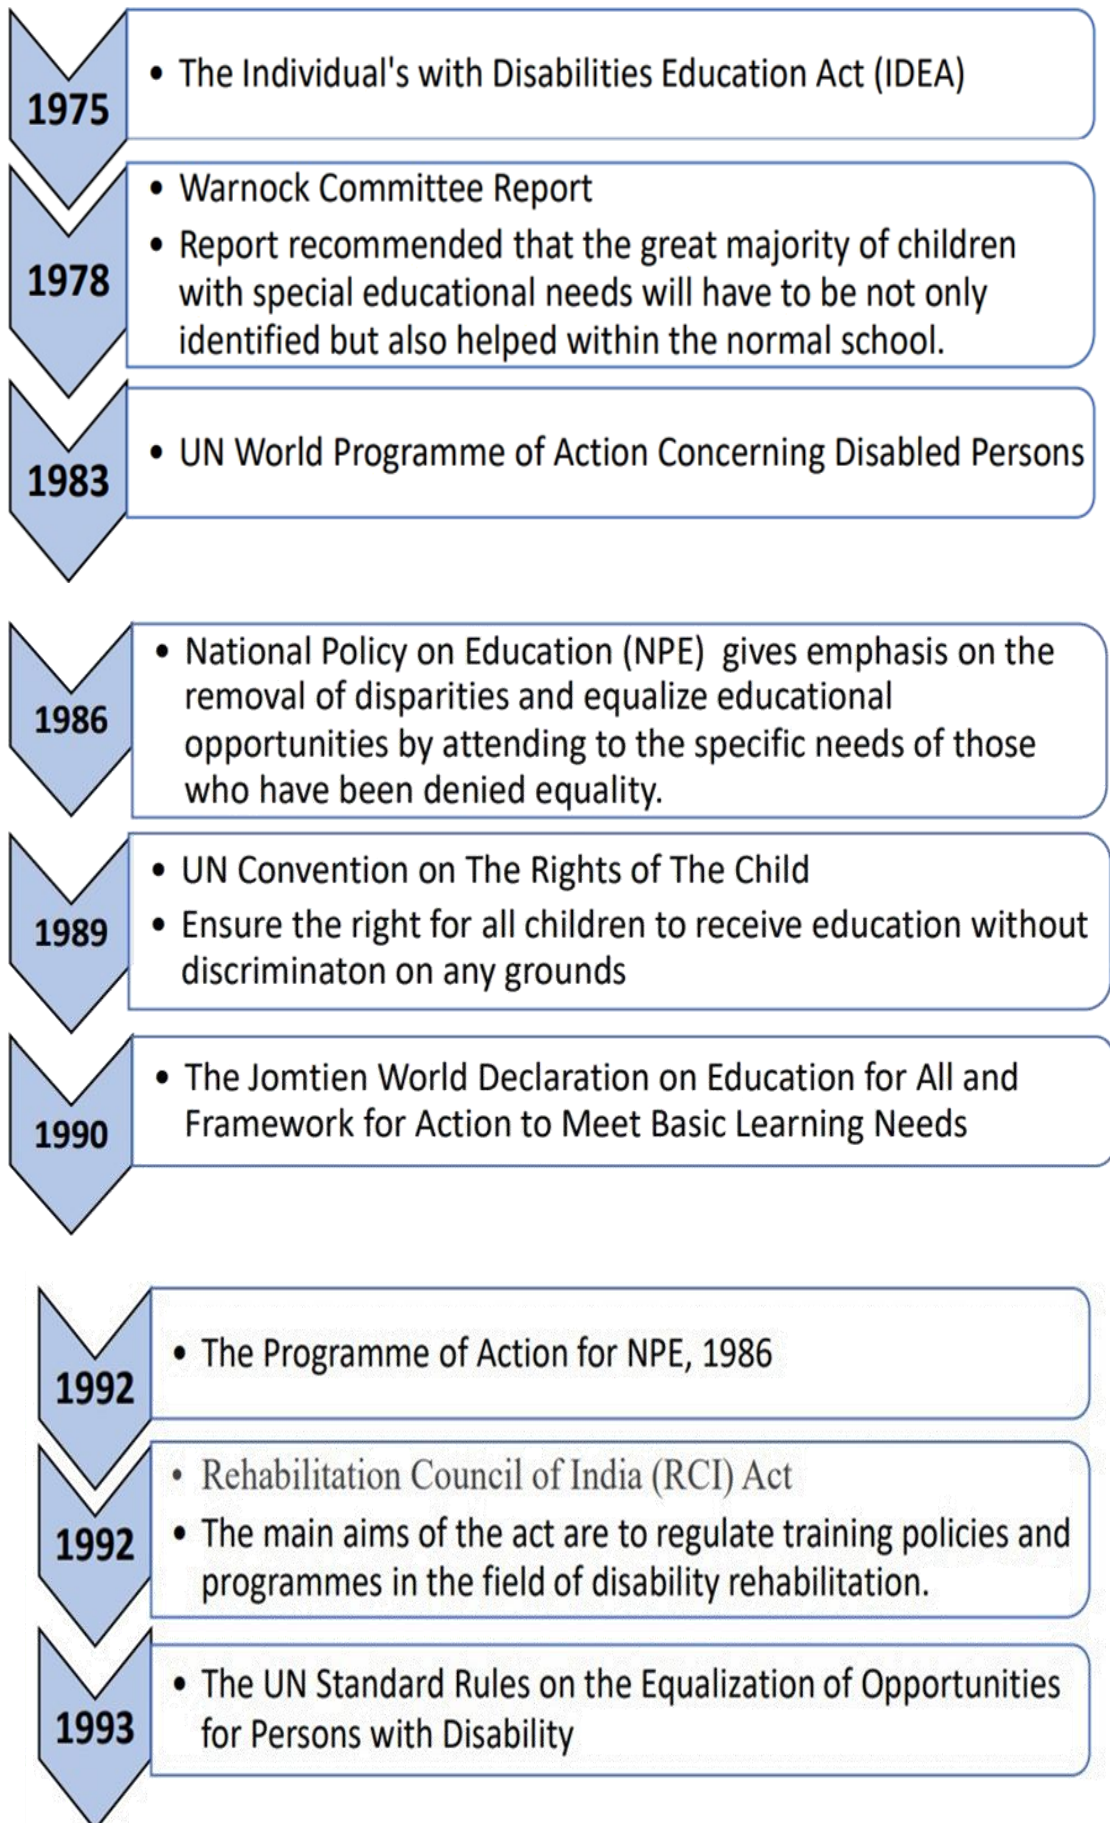 1975
• The Individual's with Disabilities Education Act (IDEA)
1978
• Warnock Committee Report
• Report recommended that the great majority of children
with special educational needs will have to be not only
identified but also helped within the normal school.
1983
• UN World Programme of Action Concerning Disabled Persons
1986
• National Policy on Education (NPE) gives emphasis on the
removal of disparities and equalize educational
opportunities by attending to the specific needs of those
who have been denied equality.
1989
• UN Convention on The Rights of The Child
• Ensure the right for all children to receive education without
discriminaton on any grounds
1990
• The Jomtien World Declaration on Education for All and
Framework for Action to Meet Basic Learning Needs
1992
• The Programme of Action for NPE, 1986
1992
• Rehabilitation Council of India (RCI) Act
• The main aims of the act are to regulate training policies and
programmes in the field of disability rehabilitation.
1993
• The UN Standard Rules on the Equalization of Opportunities
for Persons with Disability